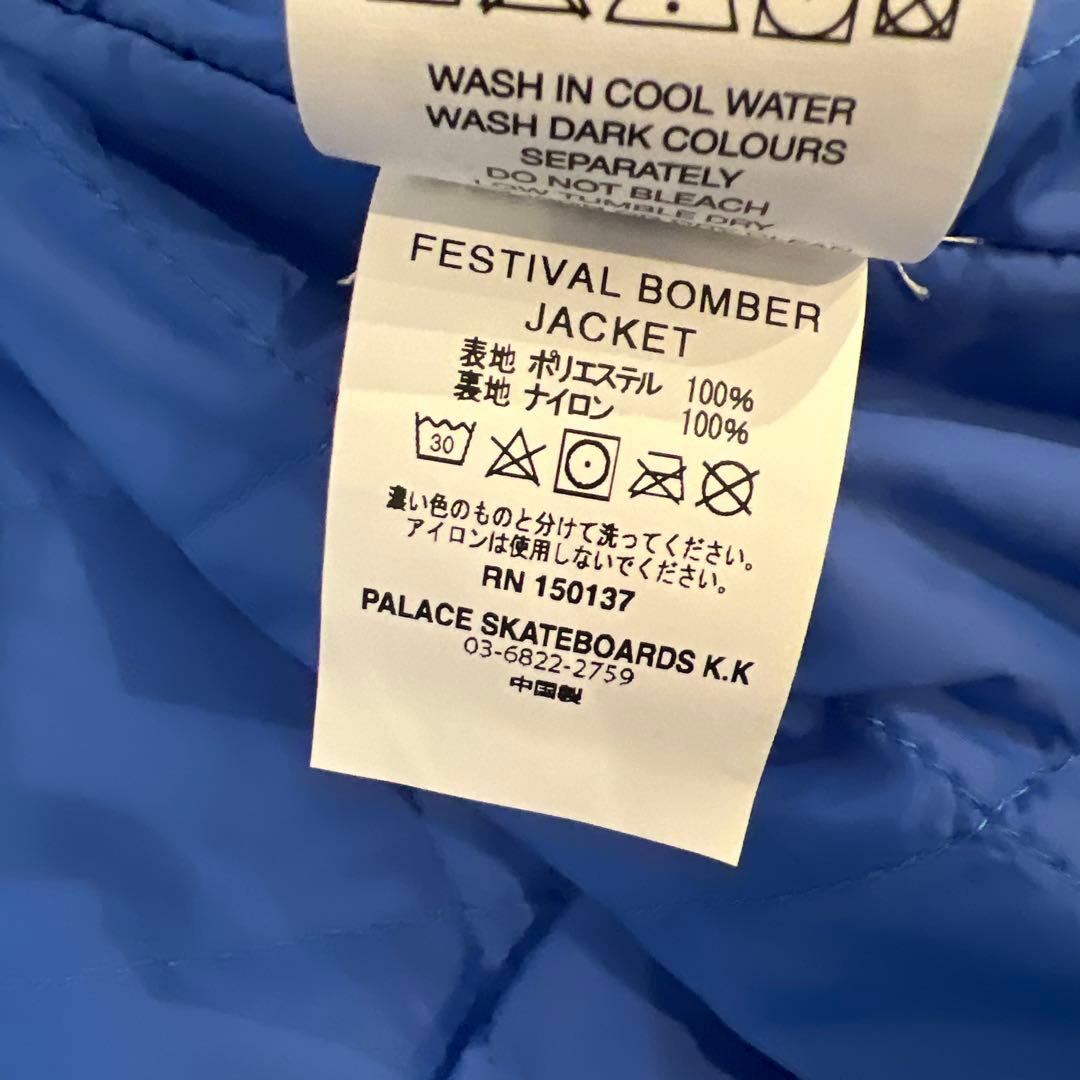 WASH IN COOL WATER
WASH DARK COLOURS
SEPARATELY
DO NOT BLEACH
LOW TUMBLE DRY
FESTIVAL BOMBER
JACKET
表地 ポリエステル 100%
裏地 ナイロン 100%
30
濃い色のものと分けて洗ってください。
アイロンは使用しないでください。
RN 150137
PALACE SKATEBOARDS K.K
03-6822-2759
中国製